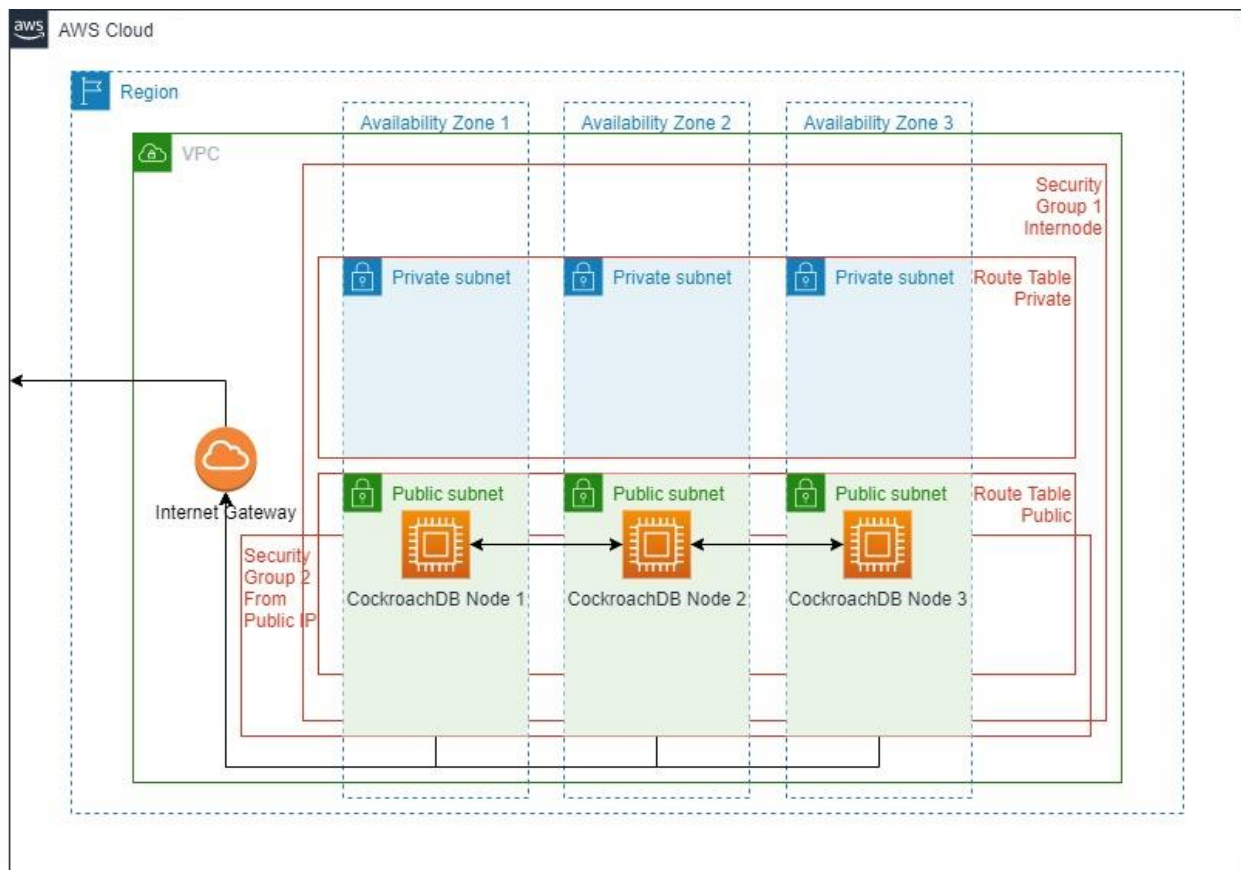 aws
AWS Cloud
Region
Availability Zone 1
Availability Zone 2
Availability Zone 3
VPC
Security
Group 1
Internode
Private subnet
Private subnet
Private subnet
Route Table
Private
Internet Gateway
Public subnet
Public subnet
Public subnet
Route Table
Public
Security
Group 2
From
Public IP
CockroachDB Node 1
CockroachDB Node 2
CockroachDB Node 3